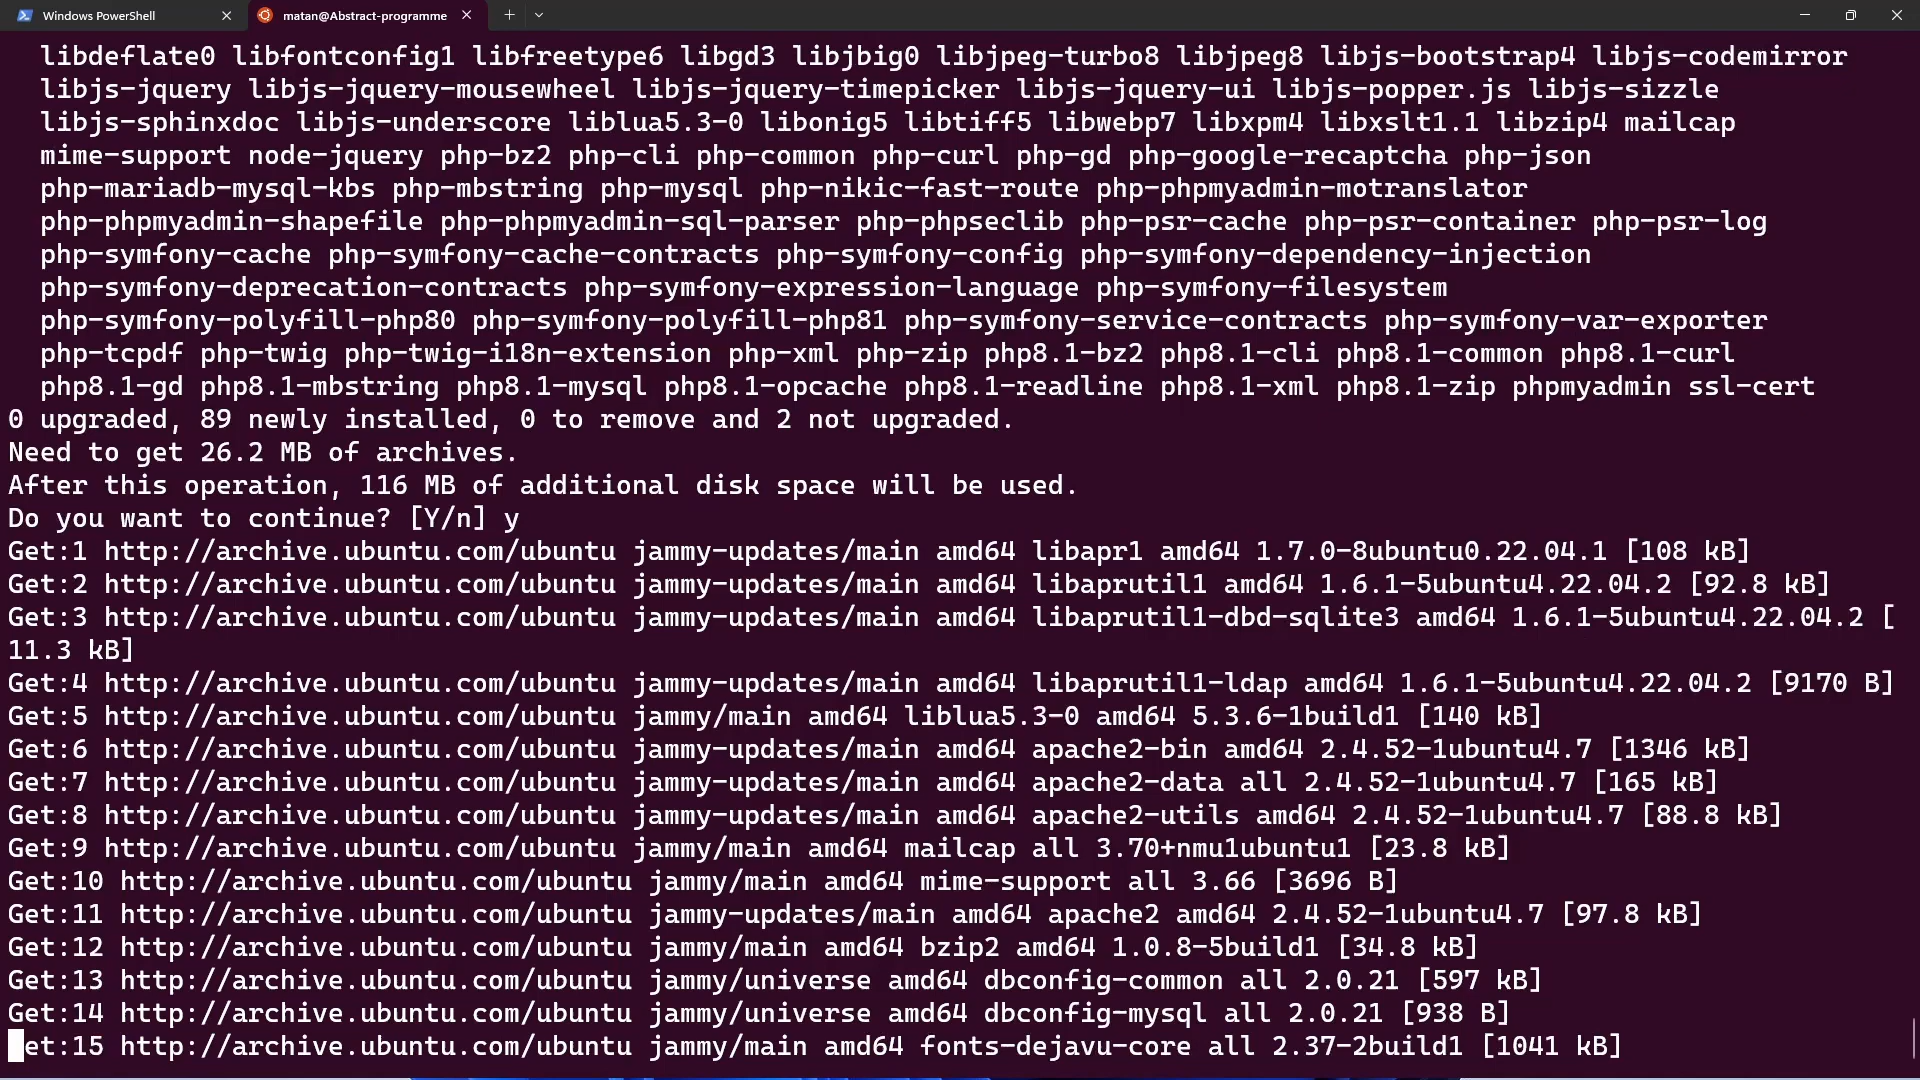 Windows PowerShell
matan@Abstract-programme
libdeflate0 libfontconfig1 libfreetype6 libgd3 libjbig0 libjpeg-turbo8 libjpeg8 libjs-bootstrap4 libjs-codemirror
libjs-jquery libjs-jquery-mousewheel libjs-jquery-timepicker libjs-jquery-ui libjs-popper.js libjs-sizzle
libjs-sphinxdoc libjs-underscore liblua5.3-0 libonig5 libtiff5 libwebp7 libxpm4 libxslt1.1 libzip4 mailcap
mime-support node-jquery php-bz2 php-cli php-common php-curl php-gd php-google-recaptcha php-json
php-mariadb-mysql-kbs php-mbstring php-mysql php-nikic-fast-route php-phpmyadmin-motranslator
php-phpmyadmin-shapefile php-phpmyadmin-sql-parser php-phpseclib php-psr-cache php-psr-container php-psr-log
php-symfony-cache php-symfony-cache-contracts php-symfony-config php-symfony-dependency-injection
php-symfony-deprecation-contracts php-symfony-expression-language php-symfony-filesystem
php-symfony-polyfill-php80 php-symfony-polyfill-php81 php-symfony-service-contracts php-symfony-var-exporter
php-tcpdf php-twig php-twig-i18n-extension php-xml php-zip php8.1-bz2 php8.1-cli php8.1-common php8.1-curl
php8.1-gd php8.1-mbstring php8.1-mysql php8.1-opcache php8.1-readline php8.1-xml php8.1-zip phpmyadmin ssl-cert
0 upgraded, 89 newly installed, 0 to remove and 2 not upgraded.
Need to get 26.2 MB of archives.
After this operation, 116 MB of additional disk space will be used.
Do you want to continue? [Y/n] y
Get:1 http://archive.ubuntu.com/ubuntu jammy-updates/main amd64 libapr1 amd64 1.7.0-8ubuntu0.22.04.1 [108 kB]
Get:2 http://archive.ubuntu.com/ubuntu jammy-updates/main amd64 libaprutil1 amd64 1.6.1-5ubuntu4.22.04.2 [92.8 kB]
Get:3 http://archive.ubuntu.com/ubuntu jammy-updates/main amd64 libaprutil1-dbd-sqlite3 amd64 1.6.1-5ubuntu4.22.04.2 [
11.3 kB]
Get:4 http://archive.ubuntu.com/ubuntu jammy-updates/main amd64 libaprutil1-ldap amd64 1.6.1-5ubuntu4.22.04.2 [9170 B]
Get:5 http://archive.ubuntu.com/ubuntu jammy/main amd64 liblua5.3-0 amd64 5.3.6-1build1 [140 kB]
Get:6 http://archive.ubuntu.com/ubuntu jammy-updates/main amd64 apache2-bin amd64 2.4.52-1ubuntu4.7 [1346 kB]
Get:7 http://archive.ubuntu.com/ubuntu jammy-updates/main amd64 apache2-data all 2.4.52-1ubuntu4.7 [165 kB]
Get:8 http://archive.ubuntu.com/ubuntu jammy-updates/main amd64 apache2-utils amd64 2.4.52-1ubuntu4.7 [88.8 kB]
Get:9 http://archive.ubuntu.com/ubuntu jammy/main amd64 mailcap all 3.70+nmu1ubuntu1 [23.8 kB]
Get:10 http://archive.ubuntu.com/ubuntu jammy/main amd64 mime-support all 3.66 [3696 B]
Get:11 http://archive.ubuntu.com/ubuntu jammy-updates/main amd64 apache2 amd64 2.4.52-1ubuntu4.7 [97.8 kB]
Get:12 http://archive.ubuntu.com/ubuntu jammy/main amd64 bzip2 amd64 1.0.8-5build1 [34.8 kB]
Get:13 http://archive.ubuntu.com/ubuntu jammy/universe amd64 dbconfig-common all 2.0.21 [597 kB]
Get:14 http://archive.ubuntu.com/ubuntu jammy/universe amd64 dbconfig-mysql all 2.0.21 [938 B]
et:15 http://archive.ubuntu.com/ubuntu jammy/main amd64 fonts-dejavu-core all 2.37-2build1 [1041 kB]